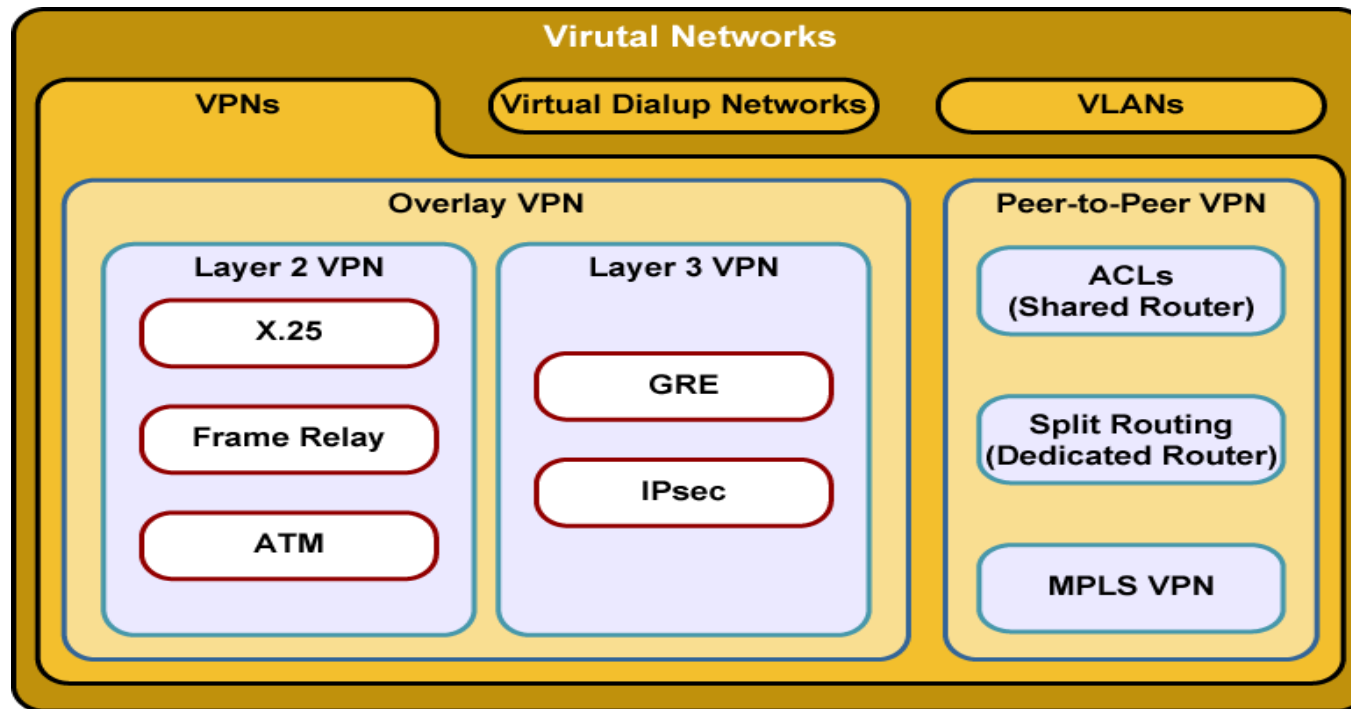 Virutal Networks
VPNs
Virtual Dialup Networks
VLANs
Overlay VPN
Layer 2 VPN
X.25
Frame Relay
ATM
Layer 3 VPN
GRE
IPsec
Peer-to-Peer VPN
ACLs
(Shared Router)
Split Routing
(Dedicated Router)
MPLS VPN